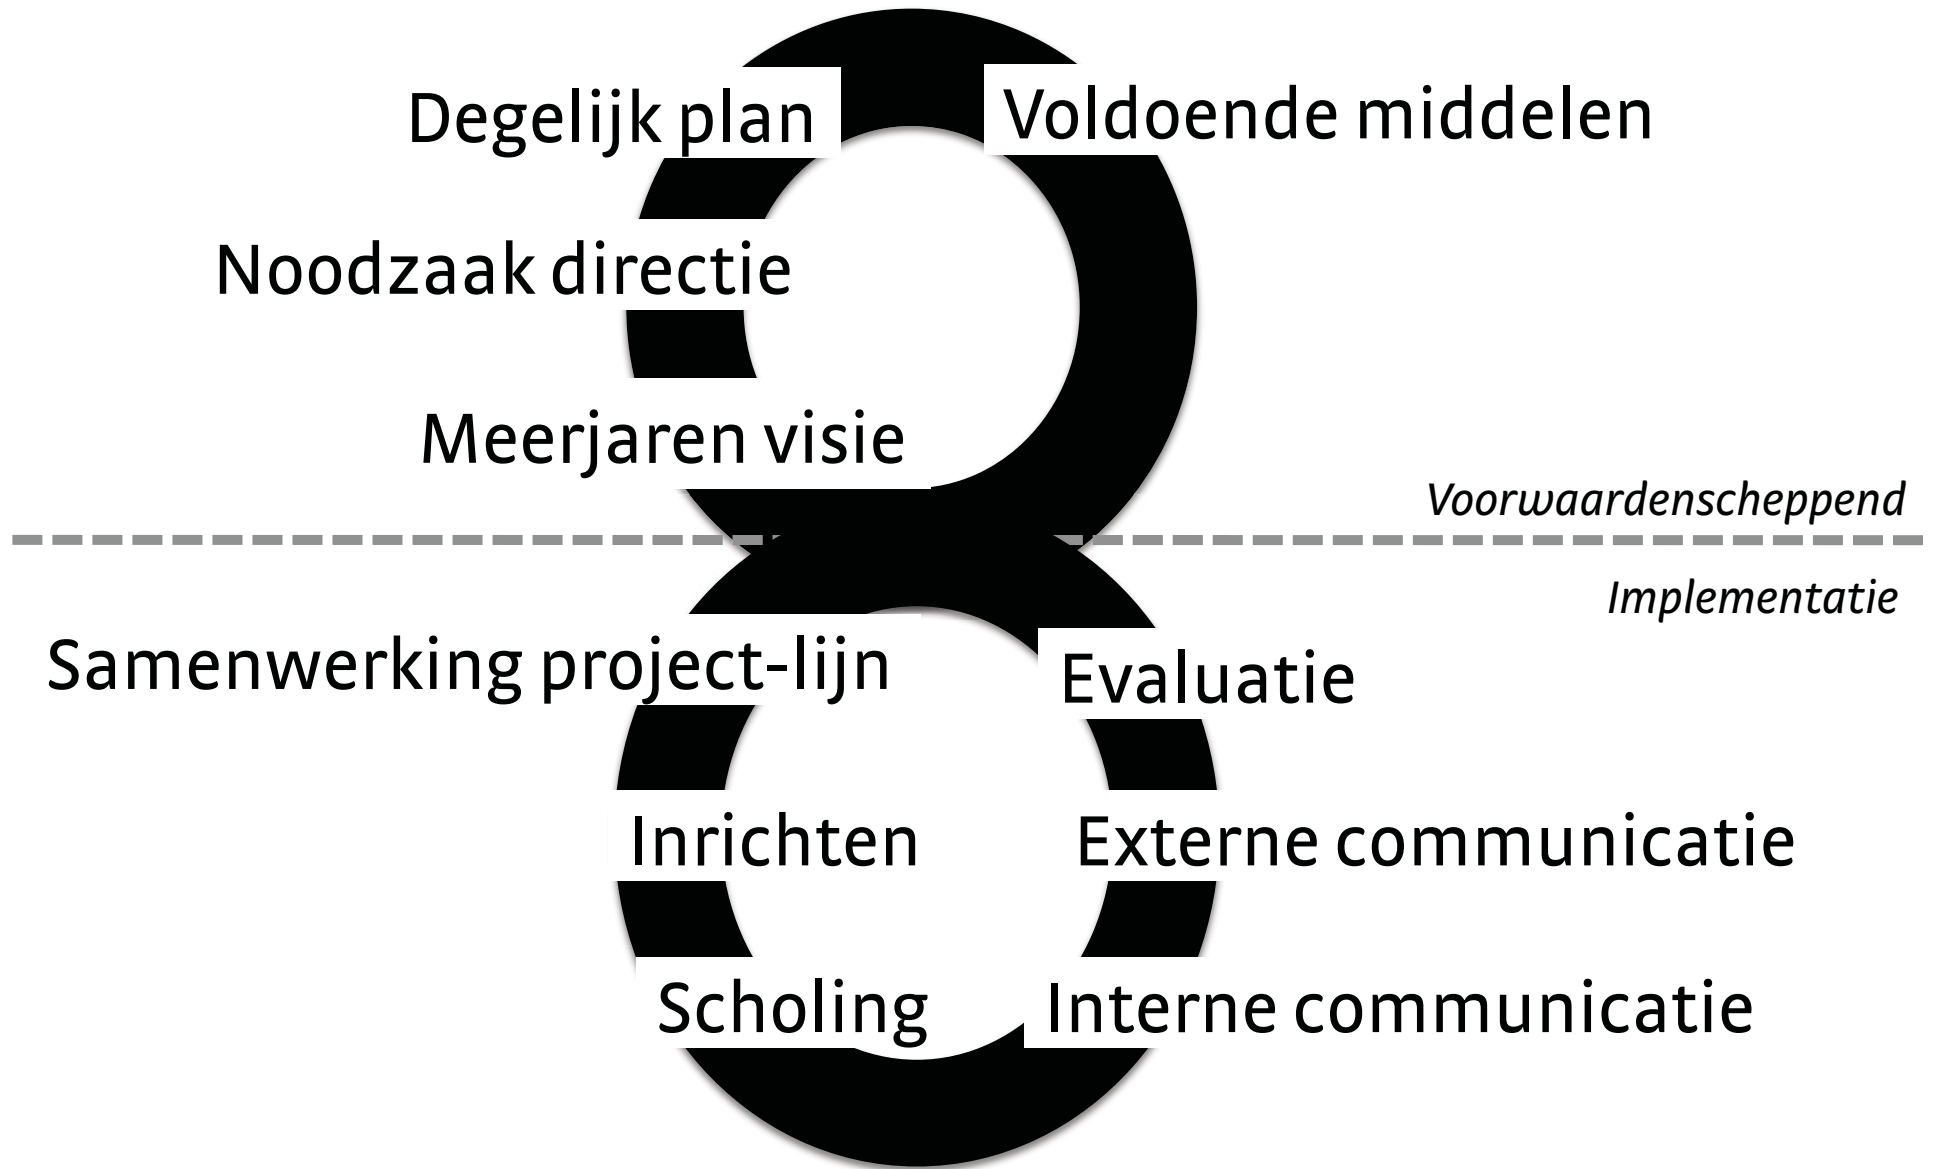 Degelijk plan
Voldoende middelen
Noodzaak directie
Meerjaren visie
Voorwaardenscheppend
Implementatie
Samenwerking project-lijn
Evaluatie
Inrichten
Externe communicatie
Scholing
Interne communicatie